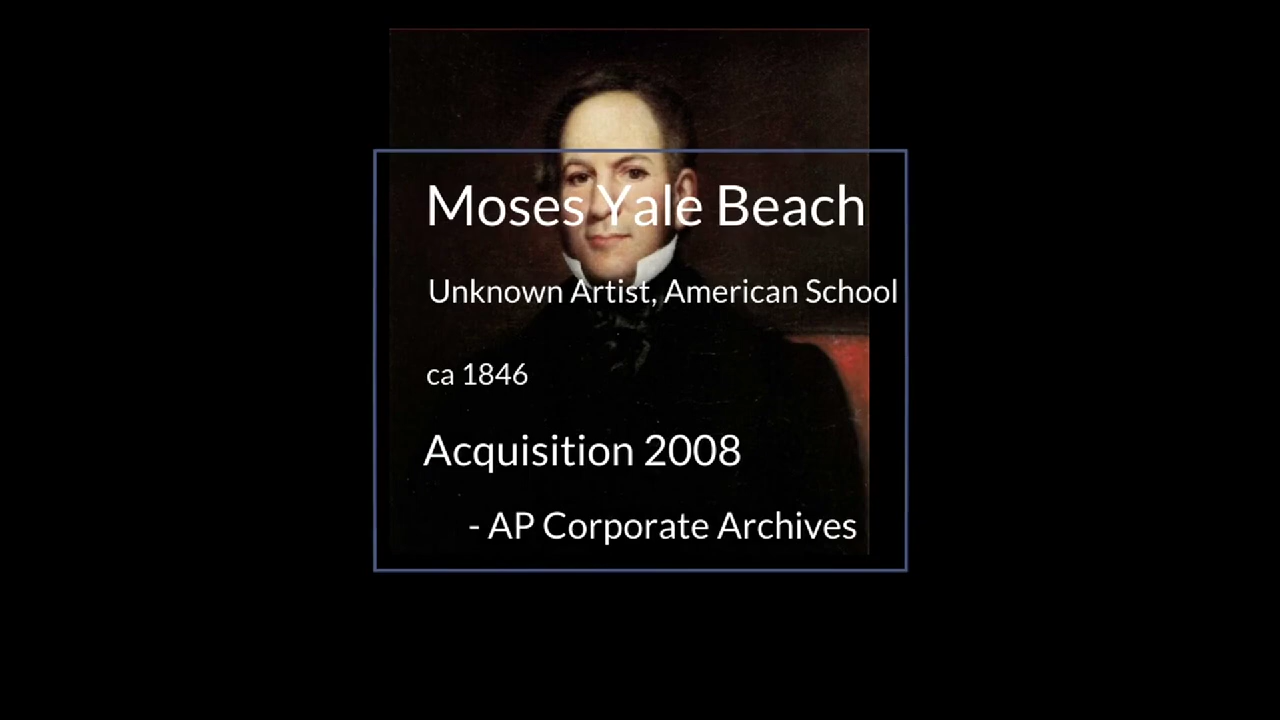 Moses Yale Beach
Unknown Artist, American School
ca 1846
Acquisition 2008
- AP Corporate Archives